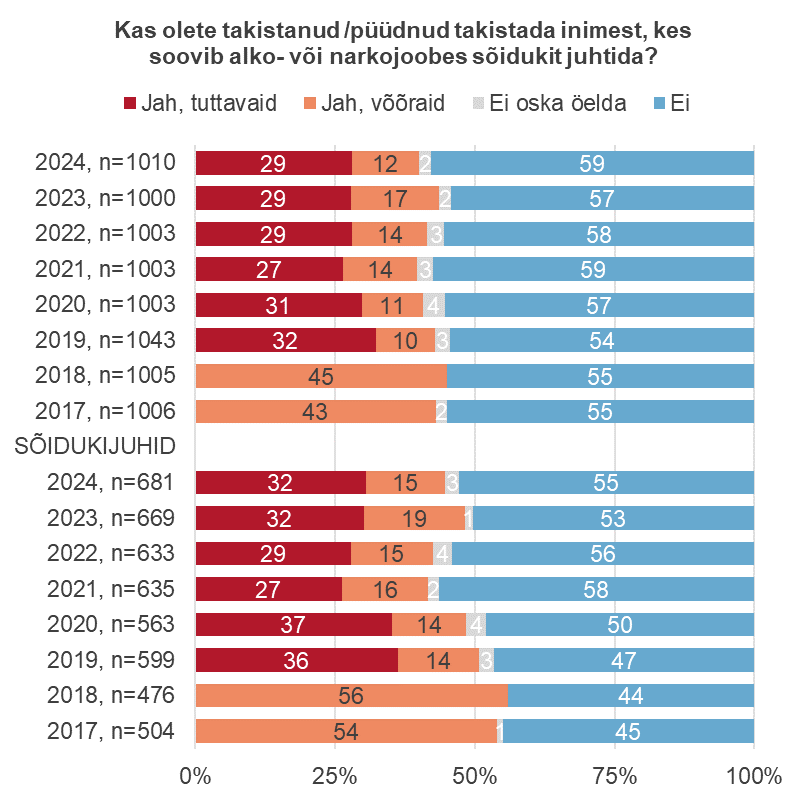 Kas olete takistanud/püüdnud takistada inimest, kes
soovib alko- või narkojoobes sõidukit juhtida?
Jah, tuttavaid Jah, võõraid Ei oska öelda Ei
2024, n=1010 29 12 2 59
2023, n=1000 29 17 2 57
2022, n=1003 29 14 3 58
2021, n=1003 27 14 3 59
2020, n=1003 31 11 4 57
2019, n=1043 32 10 3 54
2018, n=1005 45 55
2017, n=1006 43 2 55
SÕIDUKIJUHID
2024, n=681 32 15 3 55
2023, n=669 32 19 1 53
2022, n=633 29 15 4 56
2021, n=635 27 16 2 58
2020, n=563 37 14 4 50
2019, n=599 36 14 3 47
2018, n=476 56 44
2017, n=504 54 1 45
0% 25% 50% 75% 100%